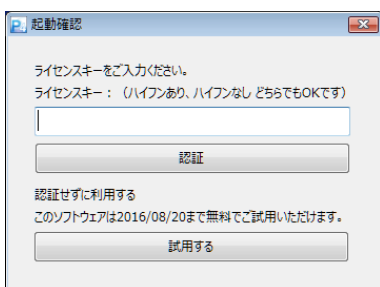 起動確認
ライセンスキーをご入力ください。
ライセンスキー： （ハイフンあり、ハイフンなし どちらでもOKです）
認証
認証せずに利用する
このソフトウェアは2016/08/20まで無料でご試用いただけます。
試用する